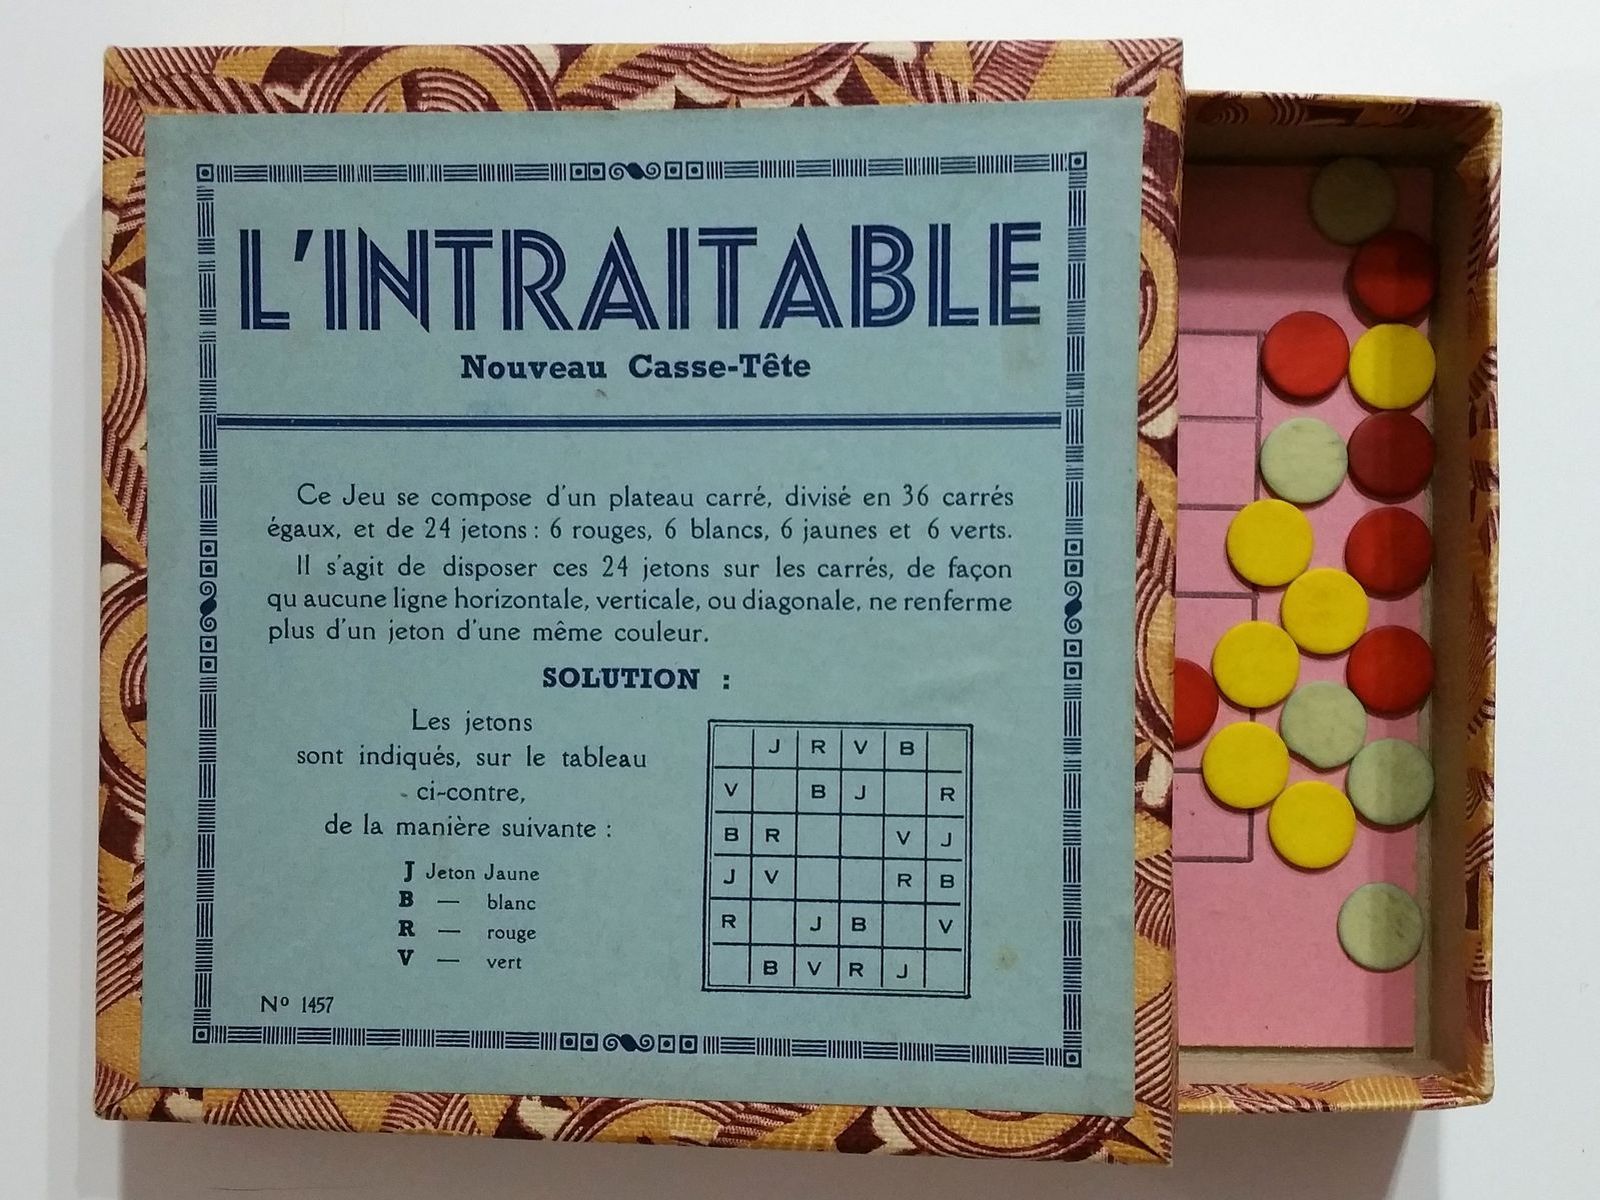 L'INTRAITABLE
Nouveau Casse-Tête
Ce Jeu se compose d'un plateau carré, divisé en 36 carrés
égaux, et de 24 jetons : 6 rouges, 6 blancs, 6 jaunes et 6 verts.
Il s'agit de disposer ces 24 jetons sur les carrés, de façon
qu'aucune ligne horizontale, verticale, ou diagonale, ne renferme
plus d'un jeton d'une même couleur.
SOLUTION :
Les jetons
sont indiqués, sur le tableau
ci-contre,
de la manière suivante :
J Jeton Jaune
B — blanc
R — rouge
V — vert
Nº 1457
J R V B
V B J R
B R V J
J V R B
R J B V
B V R J